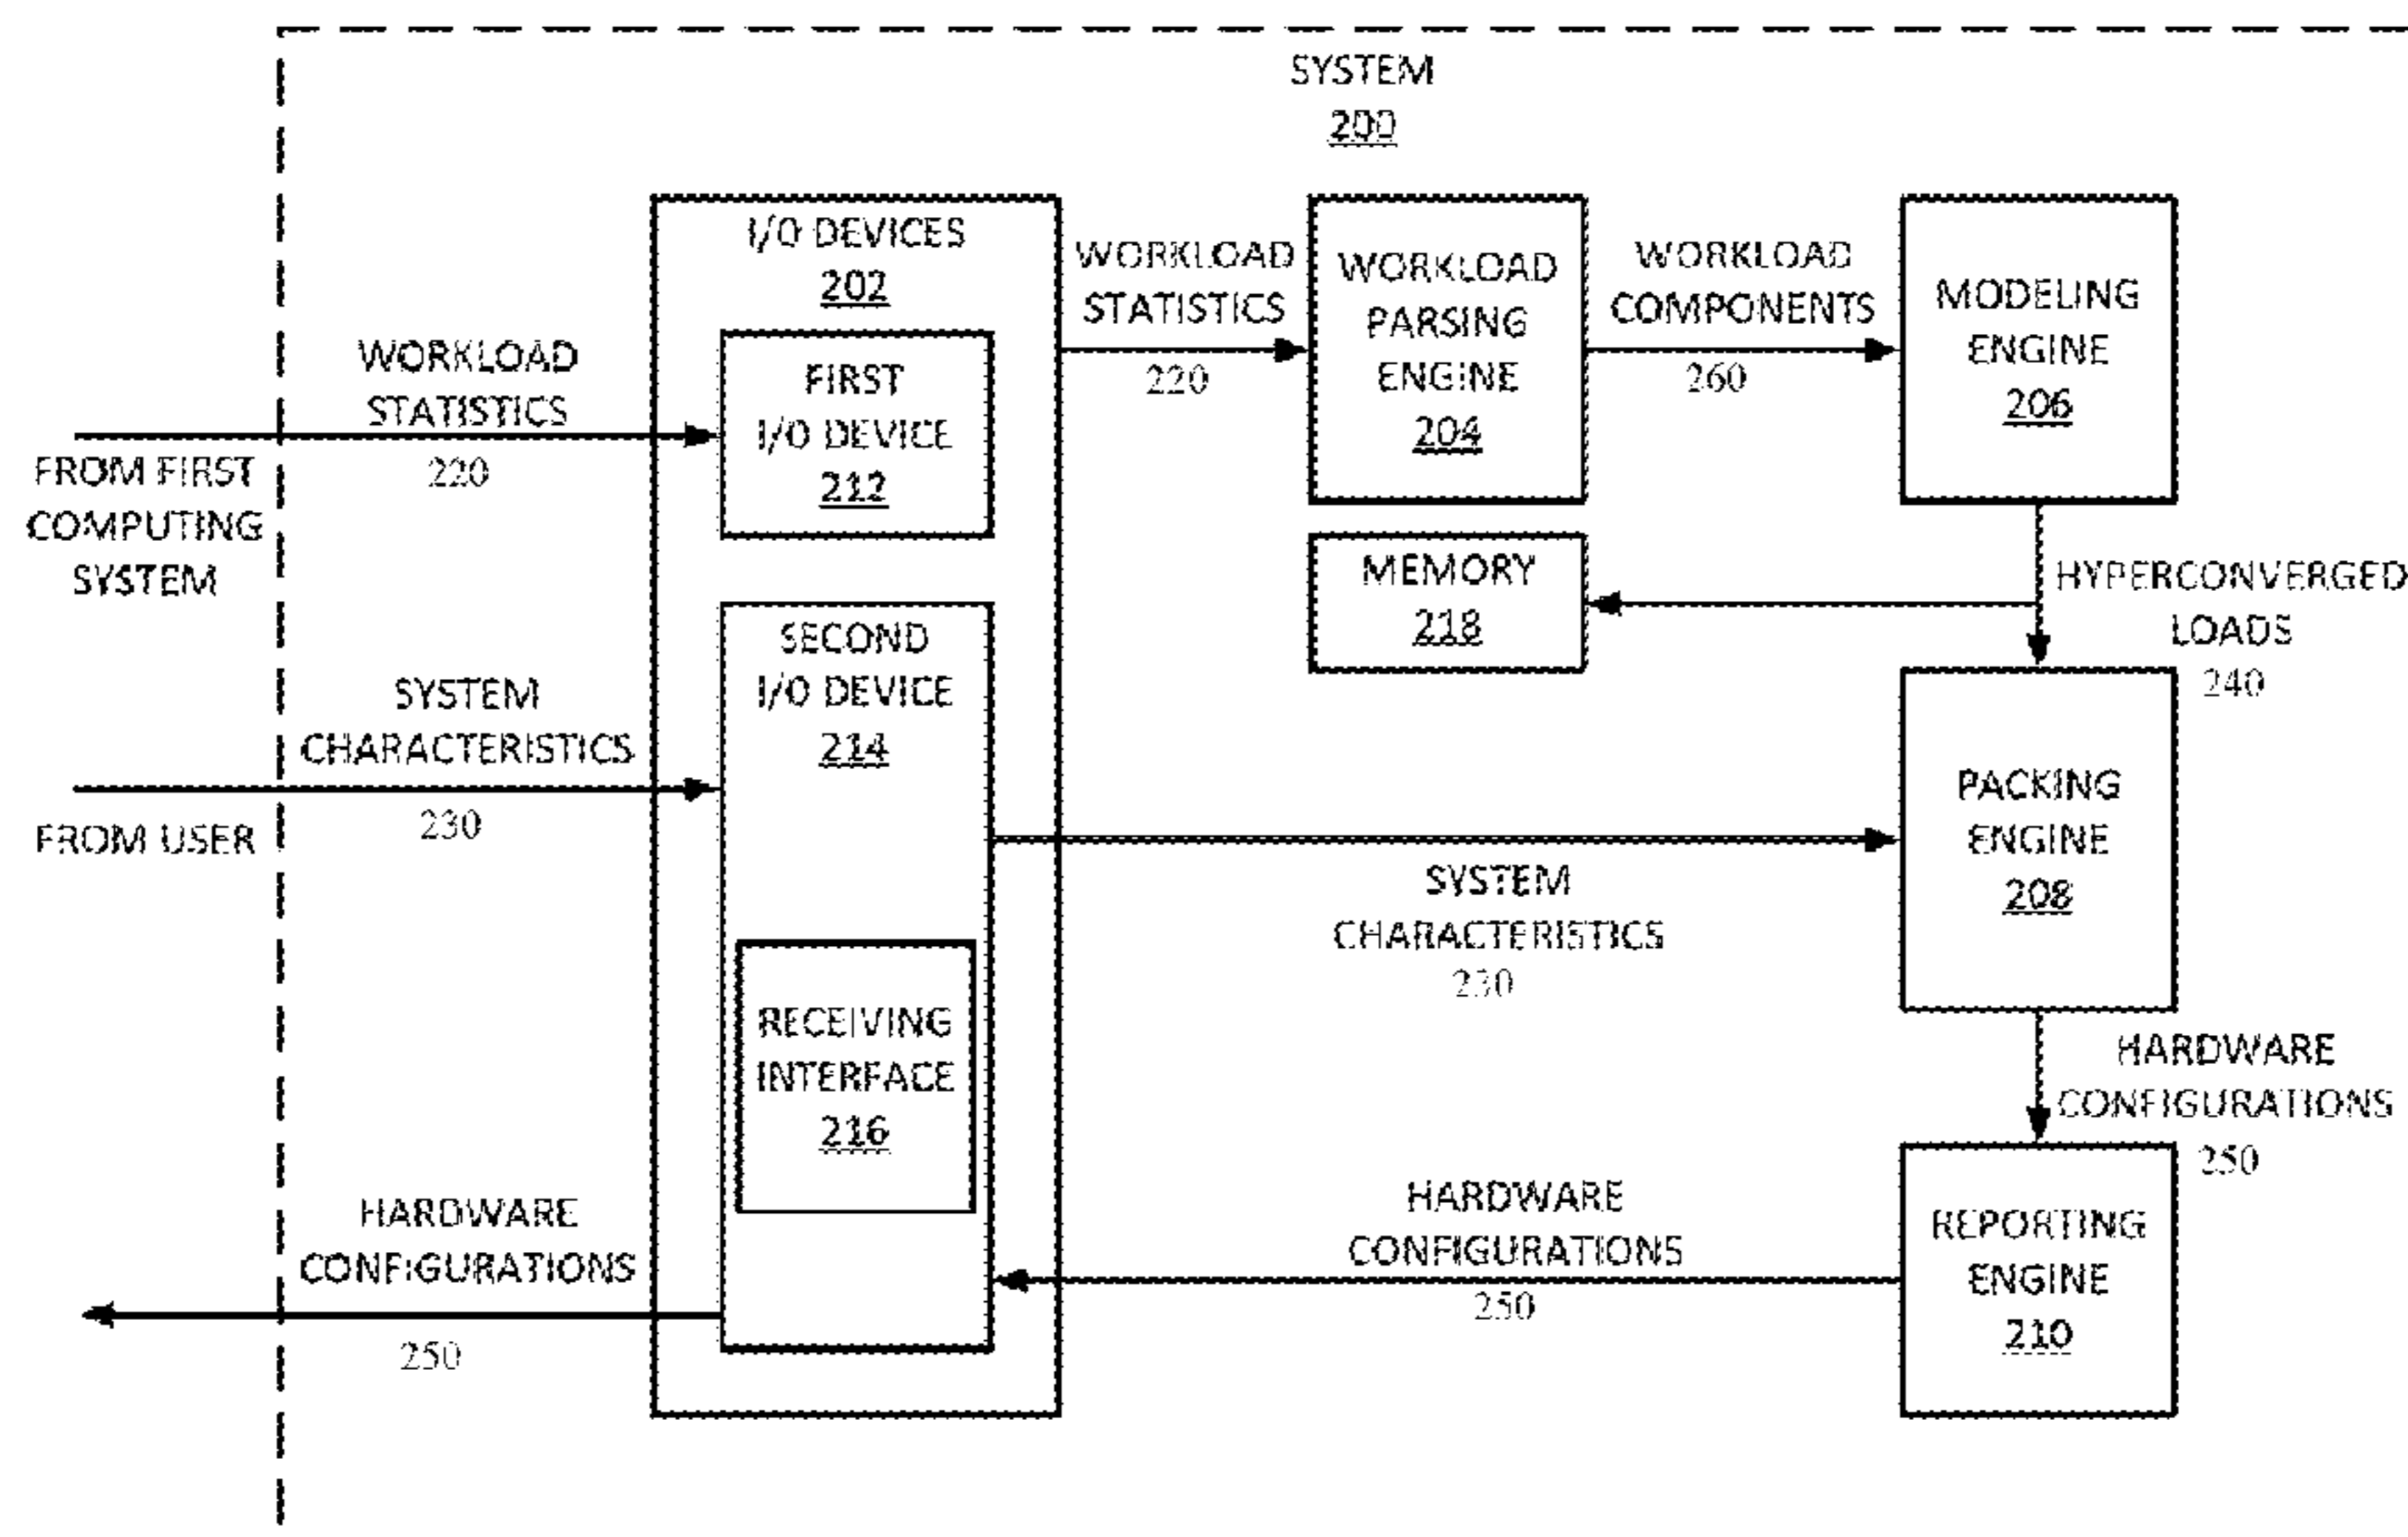 SYSTEM
200
I/O DEVICES
202
WORKLOAD
STATISTICS
220
FROM FIRST
COMPUTING
SYSTEM
FIRST
I/O DEVICE
212
WORKLOAD
STATISTICS
220
WORKLOAD
PARSING
ENGINE
204
WORKLOAD
COMPONENTS
260
MODELING
ENGINE
206
MEMORY
218
HYPERCONVERGED
LOADS
240
SYSTEM
CHARACTERISTICS
230
FROM USER
SECOND
I/O DEVICE
214
SYSTEM
CHARACTERISTICS
230
PACKING
ENGINE
208
RECEIVING
INTERFACE
216
HARDWARE
CONFIGURATIONS
250
HARDWARE
CONFIGURATIONS
250
HARDWARE
CONFIGURATIONS
250
REPORTING
ENGINE
210